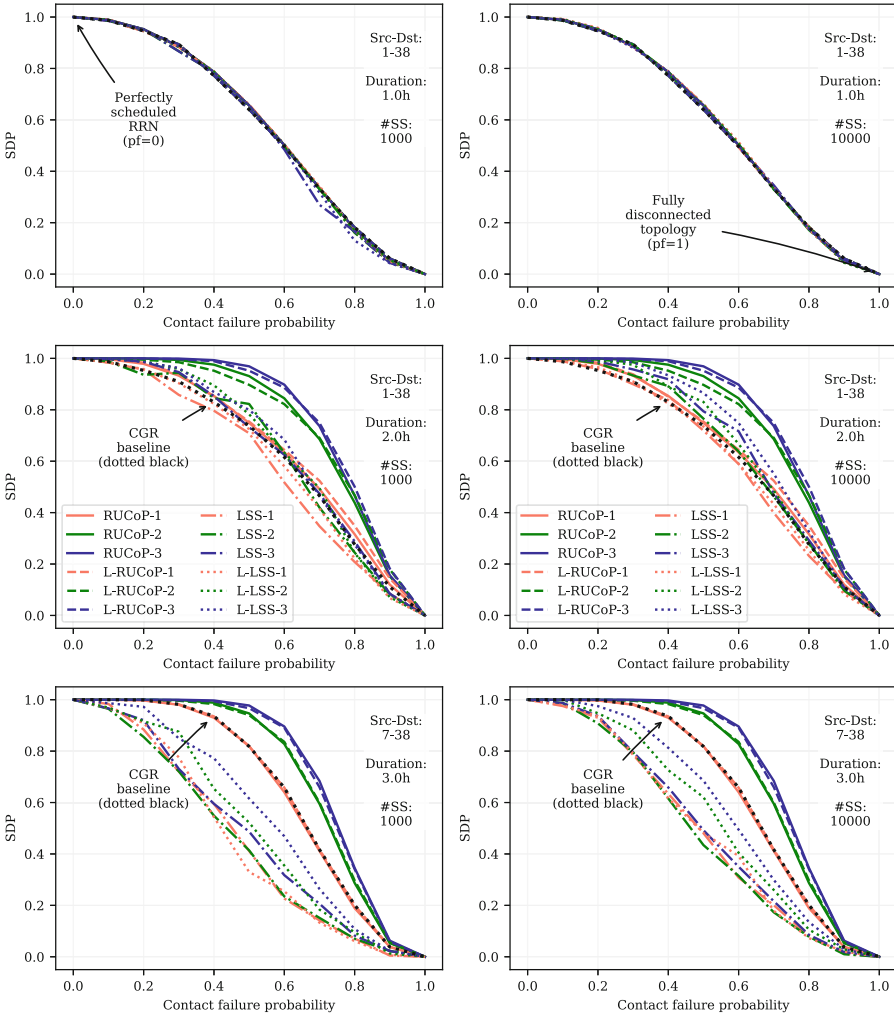 1.0
0.8
0.6
0.4
0.2
0.0
SDP
Src-Dst:
1-38
Duration:
1.0h
#SS:
1000
Perfectly
scheduled
RRN
(pf=0)
0.0 0.2 0.4 0.6 0.8 1.0
Contact failure probability
1.0
0.8
0.6
0.4
0.2
0.0
SDP
Src-Dst:
1-38
Duration:
1.0h
#SS:
10000
Fully
disconnected
topology
(pf=1)
0.0 0.2 0.4 0.6 0.8 1.0
Contact failure probability
1.0
0.8
0.6
0.4
0.2
0.0
SDP
Src-Dst:
1-38
Duration:
2.0h
#SS:
1000
CGR
baseline
(dotted black)
RUCoP-1
RUCoP-2
RUCoP-3
L-RUCoP-1
L-RUCoP-2
L-RUCoP-3
LSS-1
LSS-2
LSS-3
L-LSS-1
L-LSS-2
L-LSS-3
0.0 0.2 0.4 0.6 0.8 1.0
Contact failure probability
1.0
0.8
0.6
0.4
0.2
0.0
SDP
Src-Dst:
1-38
Duration:
2.0h
#SS:
10000
CGR
baseline
(dotted black)
RUCoP-1
RUCoP-2
RUCoP-3
L-RUCoP-1
L-RUCoP-2
L-RUCoP-3
LSS-1
LSS-2
LSS-3
L-LSS-1
L-LSS-2
L-LSS-3
0.0 0.2 0.4 0.6 0.8 1.0
Contact failure probability
1.0
0.8
0.6
0.4
0.2
0.0
SDP
Src-Dst:
7-38
Duration:
3.0h
#SS:
1000
CGR
baseline
(dotted black)
0.0 0.2 0.4 0.6 0.8 1.0
Contact failure probability
1.0
0.8
0.6
0.4
0.2
0.0
SDP
Src-Dst:
7-38
Duration:
3.0h
#SS:
10000
CGR
baseline
(dotted black)
0.0 0.2 0.4 0.6 0.8 1.0
Contact failure probability